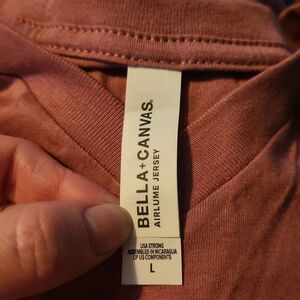 BELLA+CANVAS.
AIRLUME JERSEY
USA STRONG
ASSEMBLED IN NICARAGUA
OF US COMPONENTS
L